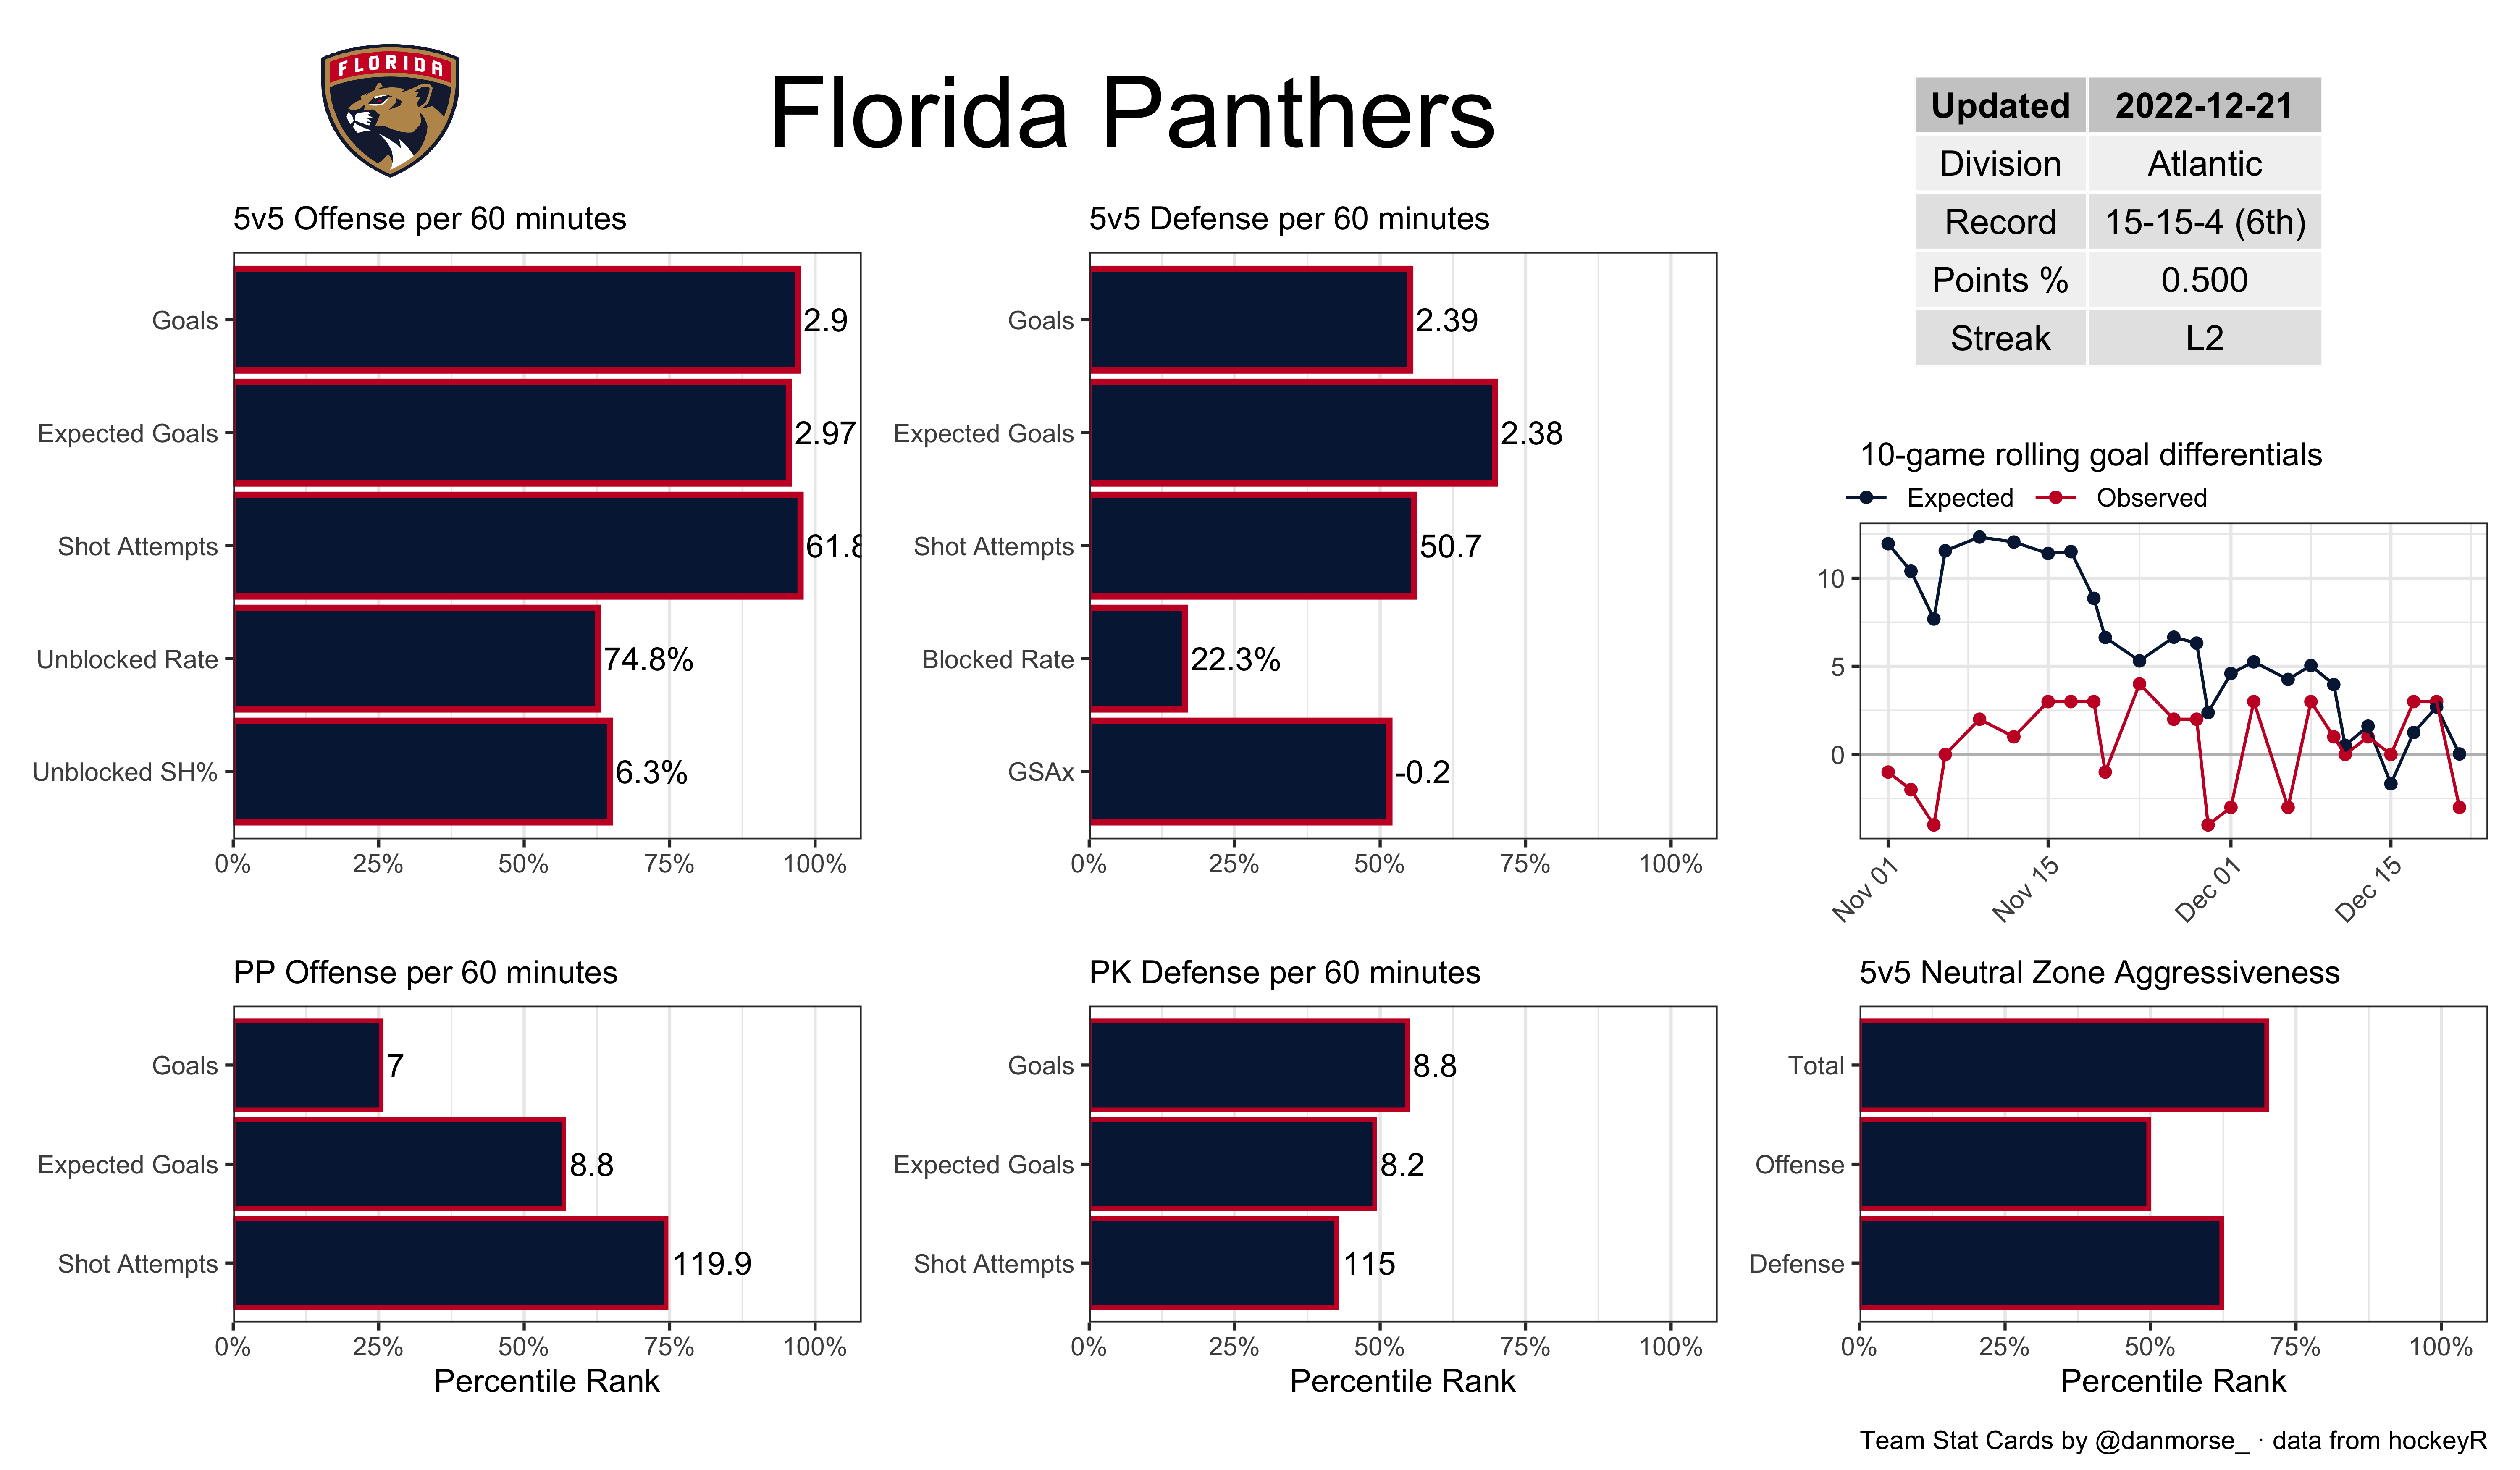 FLORIDA
Florida Panthers
Updated 2022-12-21
Division Atlantic
Record 15-15-4 (6th)
Points % 0.500
Streak L2
5v5 Offense per 60 minutes
Goals 2.9
Expected Goals 2.97
Shot Attempts 61.8
Unblocked Rate 74.8%
Unblocked SH% 6.3%
0% 25% 50% 75% 100%
5v5 Defense per 60 minutes
Goals 2.39
Expected Goals 2.38
Shot Attempts 50.7
Blocked Rate 22.3%
GSAx -0.2
0% 25% 50% 75% 100%
10-game rolling goal differentials
Expected Observed
10
5
0
Nov 01 Nov 15 Dec 01 Dec 15
PP Offense per 60 minutes
Goals 7
Expected Goals 8.8
Shot Attempts 119.9
0% 25% 50% 75% 100%
Percentile Rank
PK Defense per 60 minutes
Goals 8.8
Expected Goals 8.2
Shot Attempts 115
0% 25% 50% 75% 100%
Percentile Rank
5v5 Neutral Zone Aggressiveness
Total
Offense
Defense
0% 25% 50% 75% 100%
Percentile Rank
Team Stat Cards by @danmorse_ · data from hockeyR